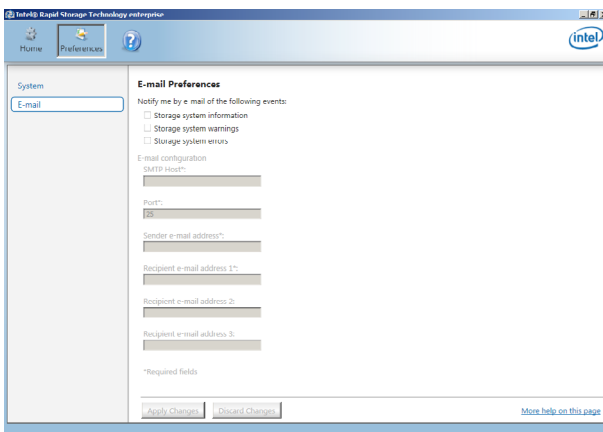 Intel® Rapid Storage Technology enterprise
Home
Preferences
intel
System
E-mail
E-mail Preferences
Notify me by e-mail of the following events:
Storage system information
Storage system warnings
Storage system errors
E-mail configuration
SMTP Host*:
Port*:
25
Sender e-mail address*:
Recipient e-mail address 1*:
Recipient e-mail address 2:
Recipient e-mail address 3:
*Required fields
Apply Changes
Discard Changes
More help on this page